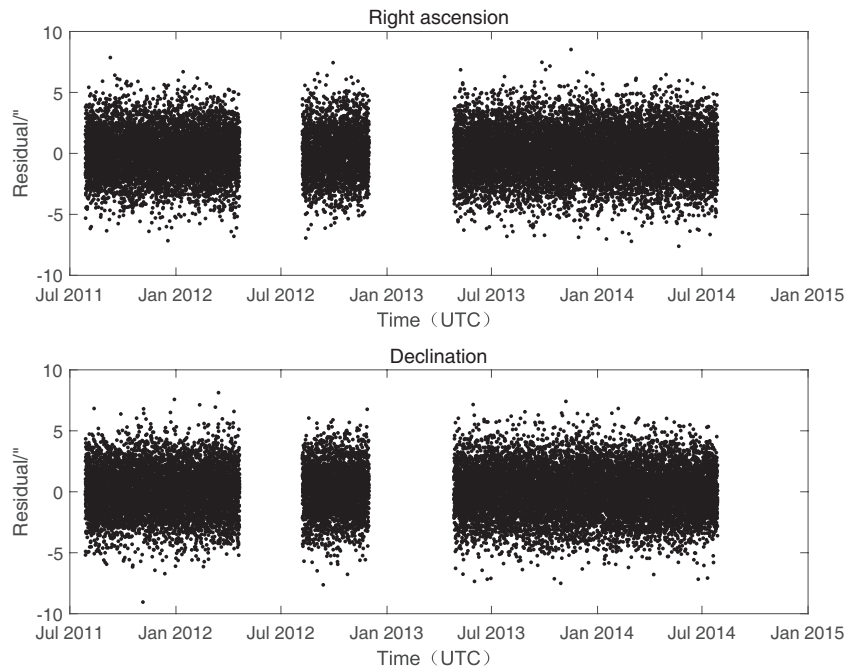 Right ascension
10
5
0
-5
-10
Residual/"
Jul 2011 Jan 2012 Jul 2012 Jan 2013 Jul 2013 Jan 2014 Jul 2014 Jan 2015
Time（UTC）
Declination
10
5
0
-5
-10
Residual/"
Jul 2011 Jan 2012 Jul 2012 Jan 2013 Jul 2013 Jan 2014 Jul 2014 Jan 2015
Time（UTC）